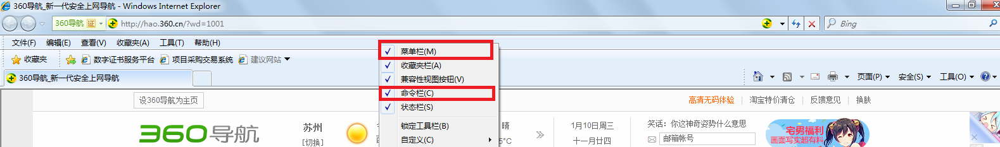 360导航_新一代安全上网导航 - Windows Internet Explorer
360导航 证 http://hao.360.cn/?wd=1001 Bing
文件(F) 编辑(E) 查看(V) 收藏夹(A) 工具(T) 帮助(H)
收藏夹 数字证书服务平台 项目采购交易系统 建议网站
360导航_新一代安全上网导航
菜单栏(M)
收藏夹栏(A)
兼容性视图按钮(V)
命令栏(C)
状态栏(S)
锁定工具栏(B)
自定义(C)
页面(P) 安全(S) 工具(O)
设360导航为主页
高清无码体验 淘宝特价清仓 反馈意见 换肤
360导航
苏州
[切换]
晴
5°C
1月10日周三
十一月廿四
笑话：你这神奇姿势什么意思
邮箱帐号
宅男福利
画面写实超有料